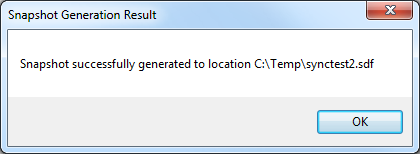 Snapshot Generation Result
Snapshot successfully generated to location C:\Temp\synctest2.sdf
OK